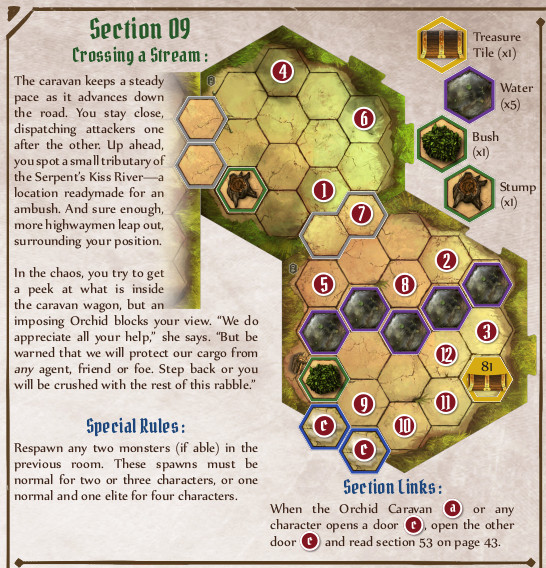 Section 09
Crossing a Stream:
The caravan keeps a steady
pace as it advances down
the road. You stay close,
dispatching attackers one
after the other. Up ahead,
you spot a small tributary of
the Serpent's Kiss River—a
location readymade for an
ambush. And sure enough,
more highwaymen leap out,
surrounding your position.
In the chaos, you try to get
a peek at what is inside
the caravan wagon, but an
imposing Orchid blocks your view. "We do
appreciate all your help," she says. "But be
warned that we will protect our cargo from
any agent, friend or foe. Step back or you
will be crushed with the rest of this rabble."
Special Rules:
Respawn any two monsters (if able) in the
previous room. These spawns must be
normal for two or three characters, or one
normal and one elite for four characters.
4
6
1
7
2
5
8
3
12
81
9
11
10
c
c
Treasure
Tile (x1)
Water
(x5)
Bush
(x1)
Stump
(x1)
Section Links:
When the Orchid Caravan a or any
character opens a door c, open the other
door c and read section 53 on page 43.